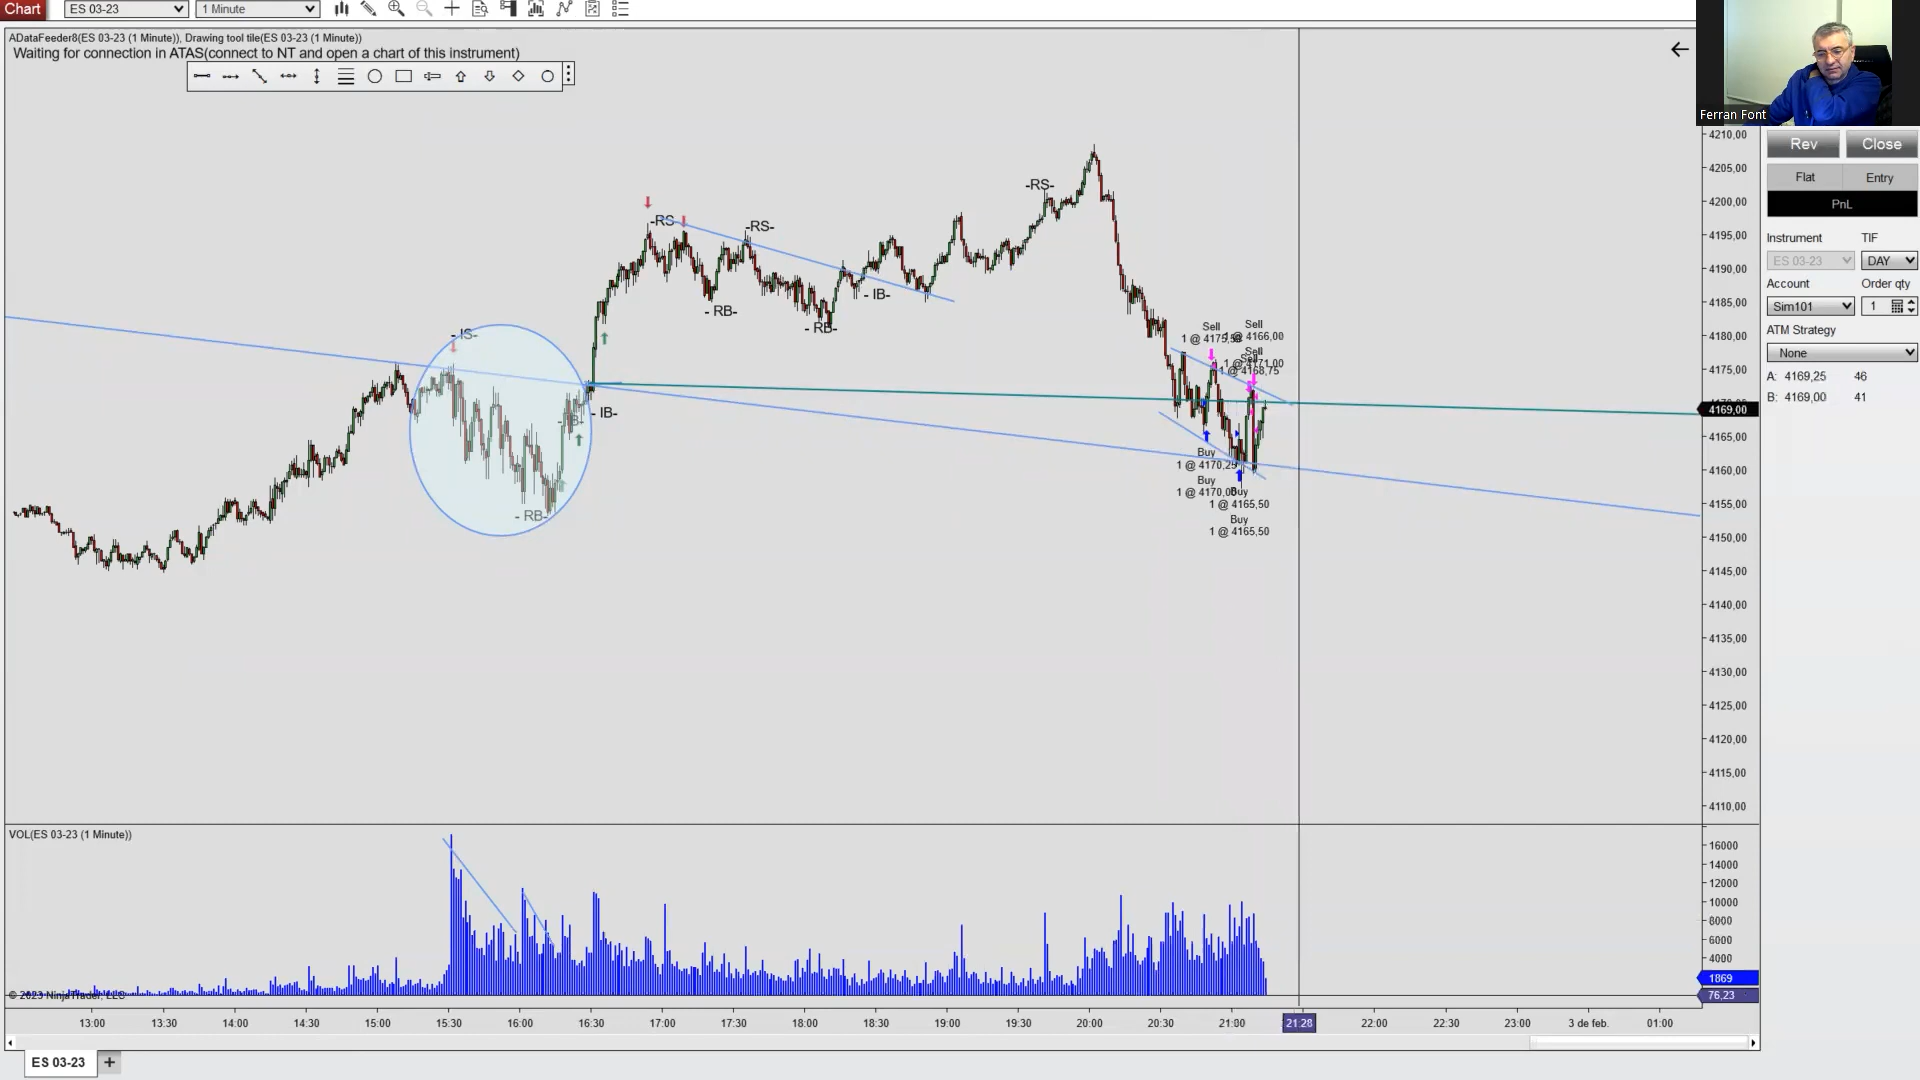 Chart ES 03-23 1 Minute
ADataFeeder8(ES 03-23 (1 Minute)), Drawing tool tile(ES 03-23 (1 Minute))
Waiting for connection in ATAS(connect to NT and open a chart of this instrument)
Ferran Font
Rev Close
Flat Entry
PnL
Instrument TIF
ES 03-23 DAY
Account Order qty
Sim101 1
ATM Strategy
None
A: 4169,25 46
B: 4169,00 41
4210,00
4205,00
4200,00
4195,00
4190,00
4185,00
4180,00
4175,00
4169,00
4165,00
4160,00
4155,00
4150,00
4145,00
4140,00
4135,00
4130,00
4125,00
4120,00
4115,00
4110,00
-RS-
-RS-
-RS-
- IB-
- RB-
- RB-
- IS-
- IB-
- RB-
Sell
Sell
1 @ 4166,00
Sell
1 @ 4171,00
1 @ 4168,75
Buy
1 @ 4170,25
Buy
Buy
1 @ 4165,50
Buy
1 @ 4165,50
VOL(ES 03-23 (1 Minute))
16000
14000
12000
10000
8000
6000
4000
1869
76,23
© 2023 NinjaTrader, LLC
13:00 13:30 14:00 14:30 15:00 15:30 16:00 16:30 17:00 17:30 18:00 18:30 19:00 19:30 20:00 20:30 21:00 21:28 22:00 22:30 23:00 3 de feb. 01:00
ES 03-23 +